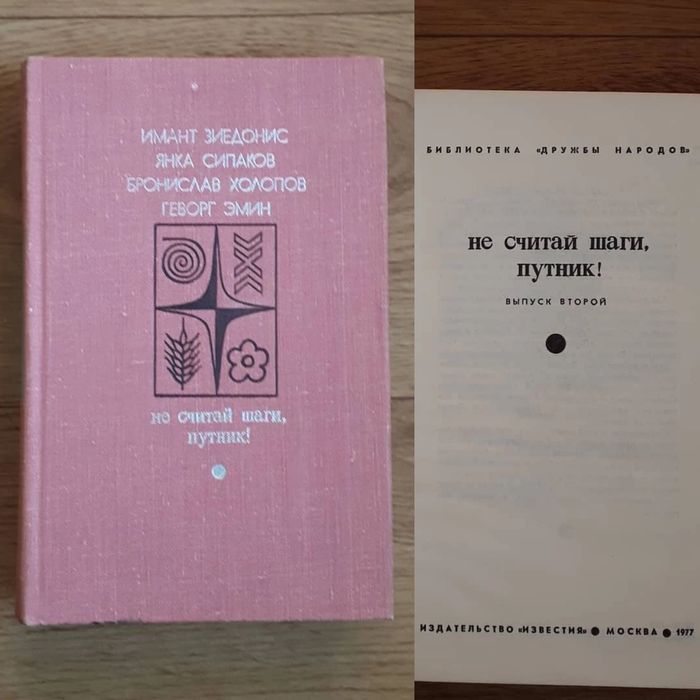 ИМАНТ ЗИЕДОНИС
ЯНКА СИПАКОВ
БРОНИСЛАВ ХОЛОПОВ
ГЕВОРГ ЭМИН
не считай шаги,
путник!
БИБЛИОТЕКА «ДРУЖБЫ НАРОДОВ»
не считай шаги,
путник!
ВЫПУСК ВТОРОЙ
ИЗДАТЕЛЬСТВО «ИЗВЕСТИЯ» ● МОСКВА ● 1977